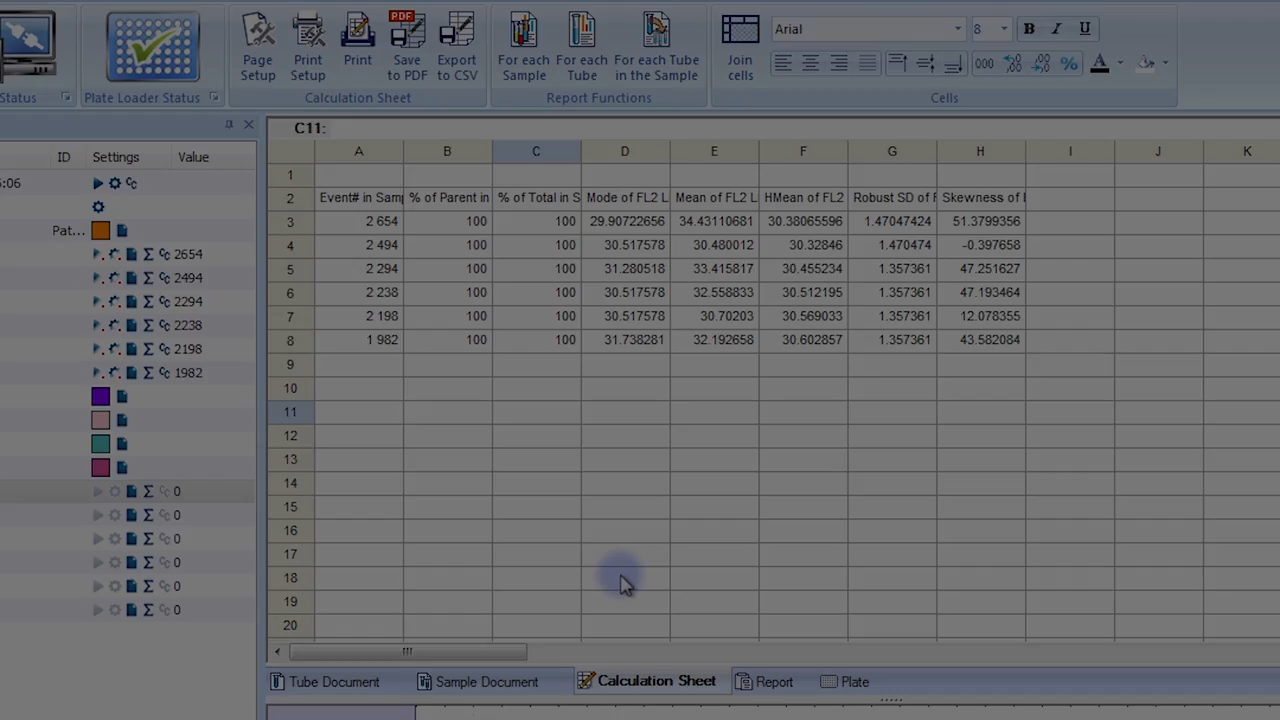 Status
Plate Loader Status
Page Setup
Print Setup
Print
PDF
Save to PDF
Export to CSV
Calculation Sheet
For each Sample
For each Tube
For each Tube in the Sample
Report Functions
Join cells
Arial
8
B I U
000
%
A
Cells
C11:
ID Settings Value
5:06
Pat...
Σ 2654
Σ 2494
Σ 2294
Σ 2238
Σ 2198
Σ 1982
Σ 0
Σ 0
Σ 0
Σ 0
Σ 0
Σ 0
A B C D E F G H I J K
1
2 Event# in Samp % of Parent in % of Total in S Mode of FL2 L Mean of FL2 L HMean of FL2 Robust SD of F Skewness of
3 2 654 100 100 29.90722656 34.43110681 30.38065596 1.47047424 51.3799356
4 2 494 100 100 30.517578 30.480012 30.32846 1.470474 -0.397658
5 2 294 100 100 31.280518 33.415817 30.455234 1.357361 47.251627
6 2 238 100 100 30.517578 32.558833 30.512195 1.357361 47.193464
7 2 198 100 100 30.517578 30.70203 30.569033 1.357361 12.078355
8 1 982 100 100 31.738281 32.192658 30.602857 1.357361 43.582084
9
10
11
12
13
14
15
16
17
18
19
20
Tube Document Sample Document Calculation Sheet Report Plate